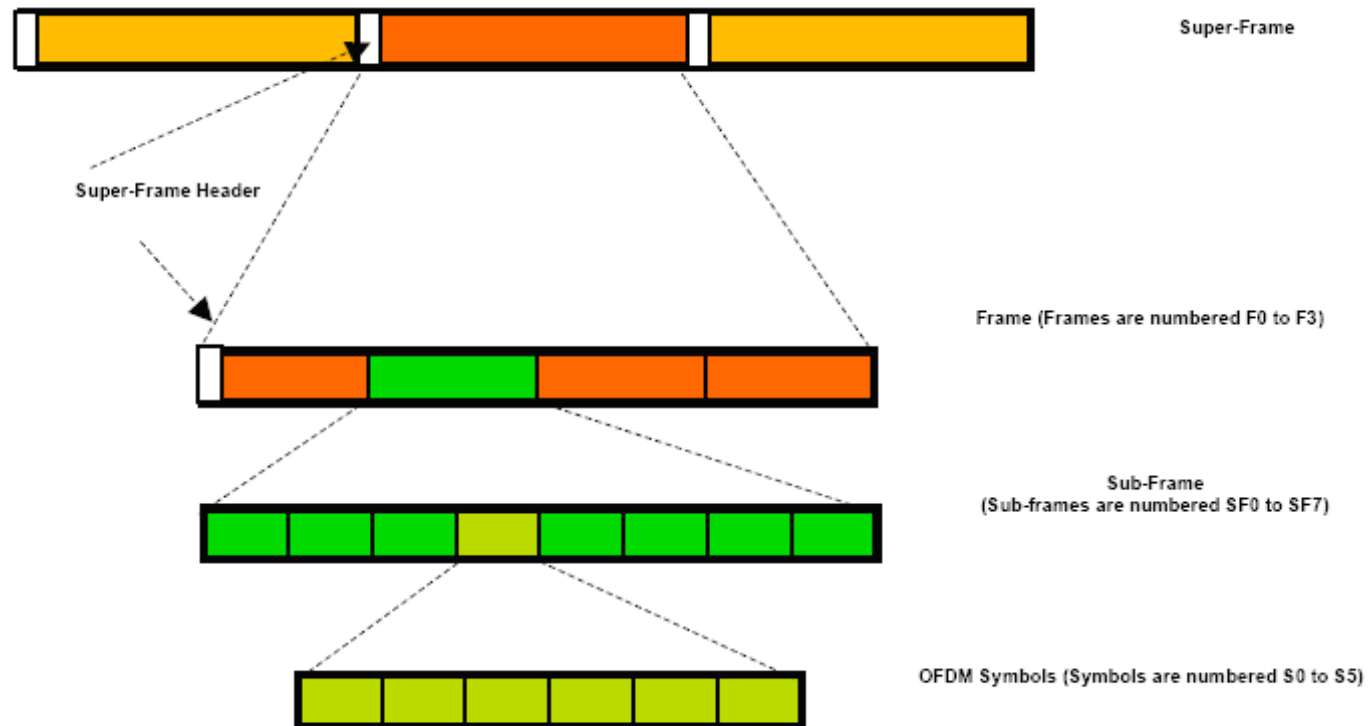 Super-Frame
Super-Frame Header
Frame (Frames are numbered F0 to F3)
Sub-Frame
(Sub-frames are numbered SF0 to SF7)
OFDM Symbols (Symbols are numbered S0 to S5)